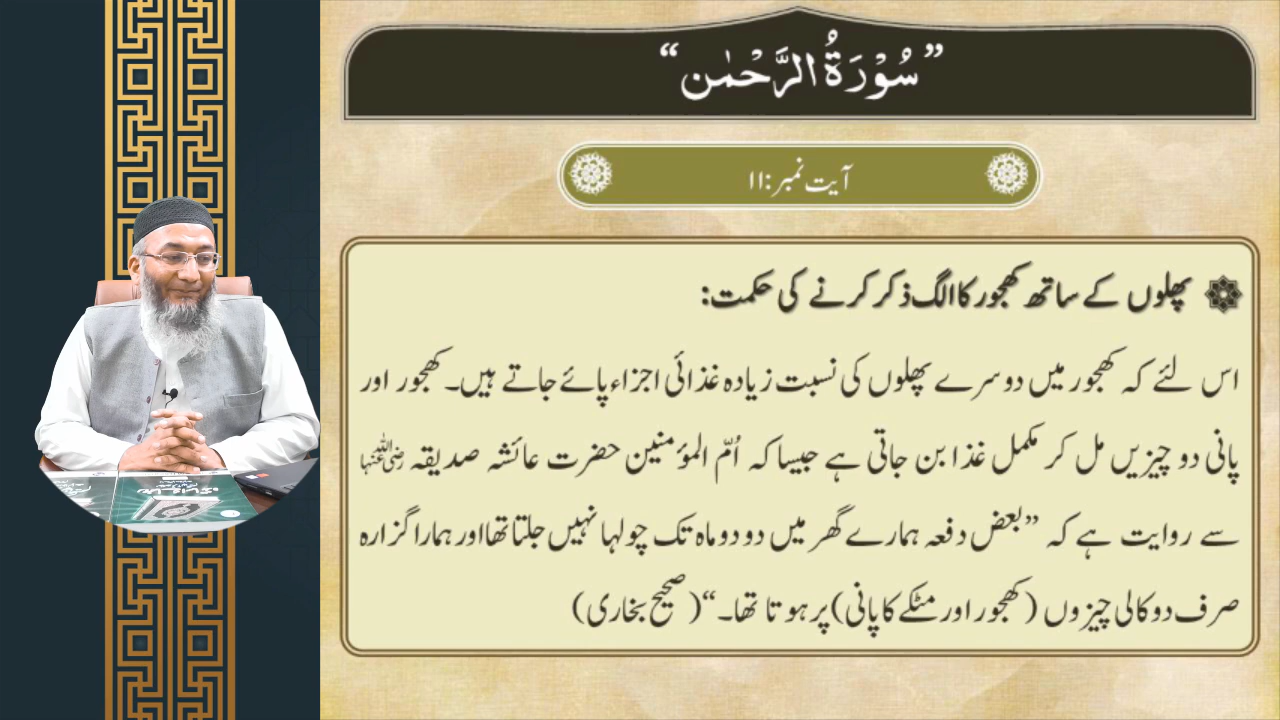 ”سُوْرَةُ الرَّحْمٰن“
آیت نمبر: ۱۱
پھلوں کے ساتھ کھجور کا الگ ذکر کرنے کی حکمت:
اس لئے کہ کھجور میں دوسرے پھلوں کی نسبت زیادہ غذائی اجزاء پائے جاتے ہیں۔ کھجور اور
پانی دو چیزیں مل کر مکمل غذا بن جاتی ہے جیسا کہ اُمّ المؤمنین حضرت عائشہ صدیقہ رضی اللہ عنہا
سے روایت ہے کہ ”بعض دفعہ ہمارے گھر میں دو دو ماہ تک چولہا نہیں جلتا تھا اور ہمارا گزارہ
صرف دو کالی چیزوں (کھجور اور مٹکے کا پانی) پر ہوتا تھا۔“ (صحیح بخاری)